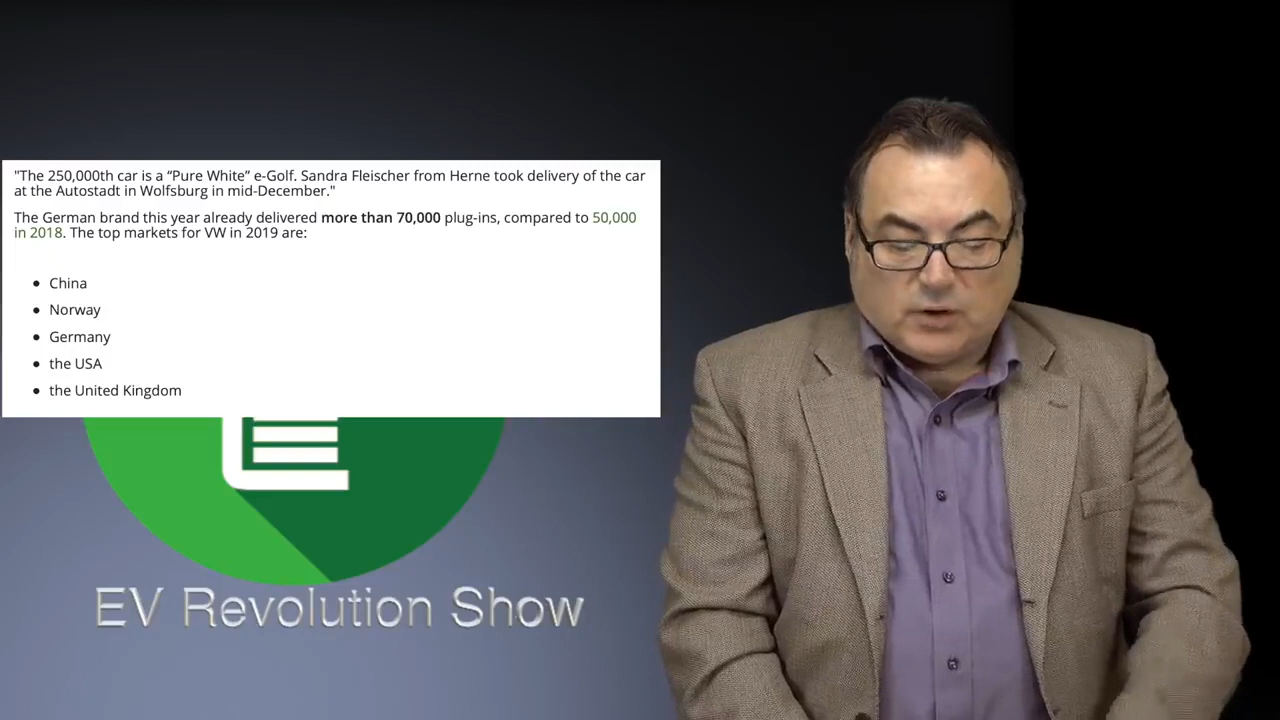 "The 250,000th car is a “Pure White” e-Golf. Sandra Fleischer from Herne took delivery of the car
at the Autostadt in Wolfsburg in mid-December."
The German brand this year already delivered more than 70,000 plug-ins, compared to 50,000
in 2018. The top markets for VW in 2019 are:
• China
• Norway
• Germany
• the USA
• the United Kingdom
EV Revolution Show